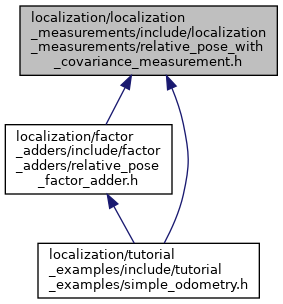 localization/localization
_measurements/include/localization
_measurements/relative_pose_with
_covariance_measurement.h
localization/factor
_adders/include/factor
_adders/relative_pose
_factor_adder.h
localization/tutorial
_examples/include/tutorial
_examples/simple_odometry.h